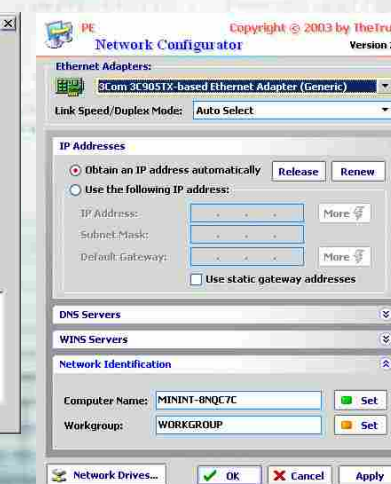 PE
Copyright © 2003 by TheTru
Network Configurator
Version
Ethernet Adapters:
3Com 3C905TX-based Ethernet Adapter (Generic)
Link Speed/Duplex Mode: Auto Select
IP Addresses
Obtain an IP address automatically Release Renew
Use the following IP address:
IP Address: More
Subnet Mask:
Default Gateway: More
Use static gateway addresses
DNS Servers
WINS Servers
Network Identification
Computer Name: MININT-8NQC7C Set
Workgroup: WORKGROUP Set
Network Drives... OK Cancel Apply